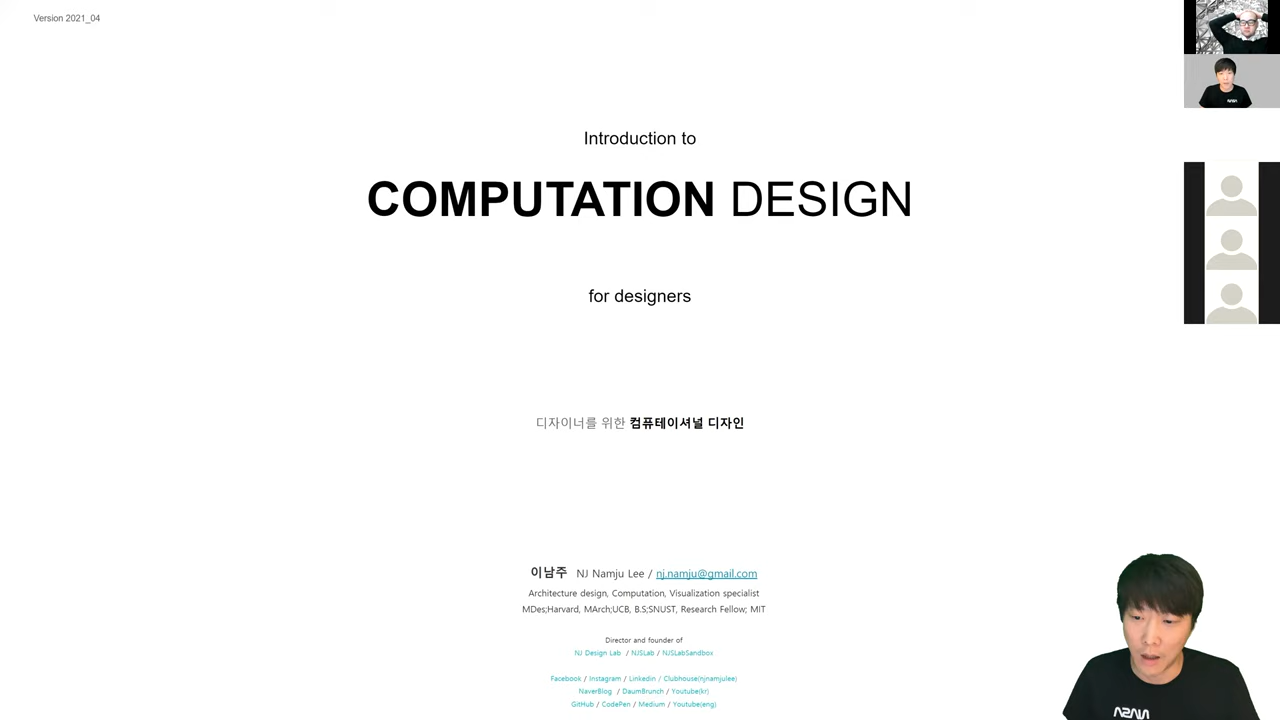 Version 2021_04
Introduction to
COMPUTATION DESIGN
for designers
디자이너를 위한 컴퓨테이셔널 디자인
이남주 NJ Namju Lee / nj.namju@gmail.com
Architecture design, Computation, Visualization specialist
MDes;Harvard, MArch;UCB, B.S;SNUST, Research Fellow; MIT
Director and founder of
NJ Design Lab / NJSLab / NJSLabSandbox
Facebook / Instagram / Linkedin / Clubhouse(njnamjulee)
NaverBlog / DaumBrunch / Youtube(kr)
GitHub / CodePen / Medium / Youtube(eng)